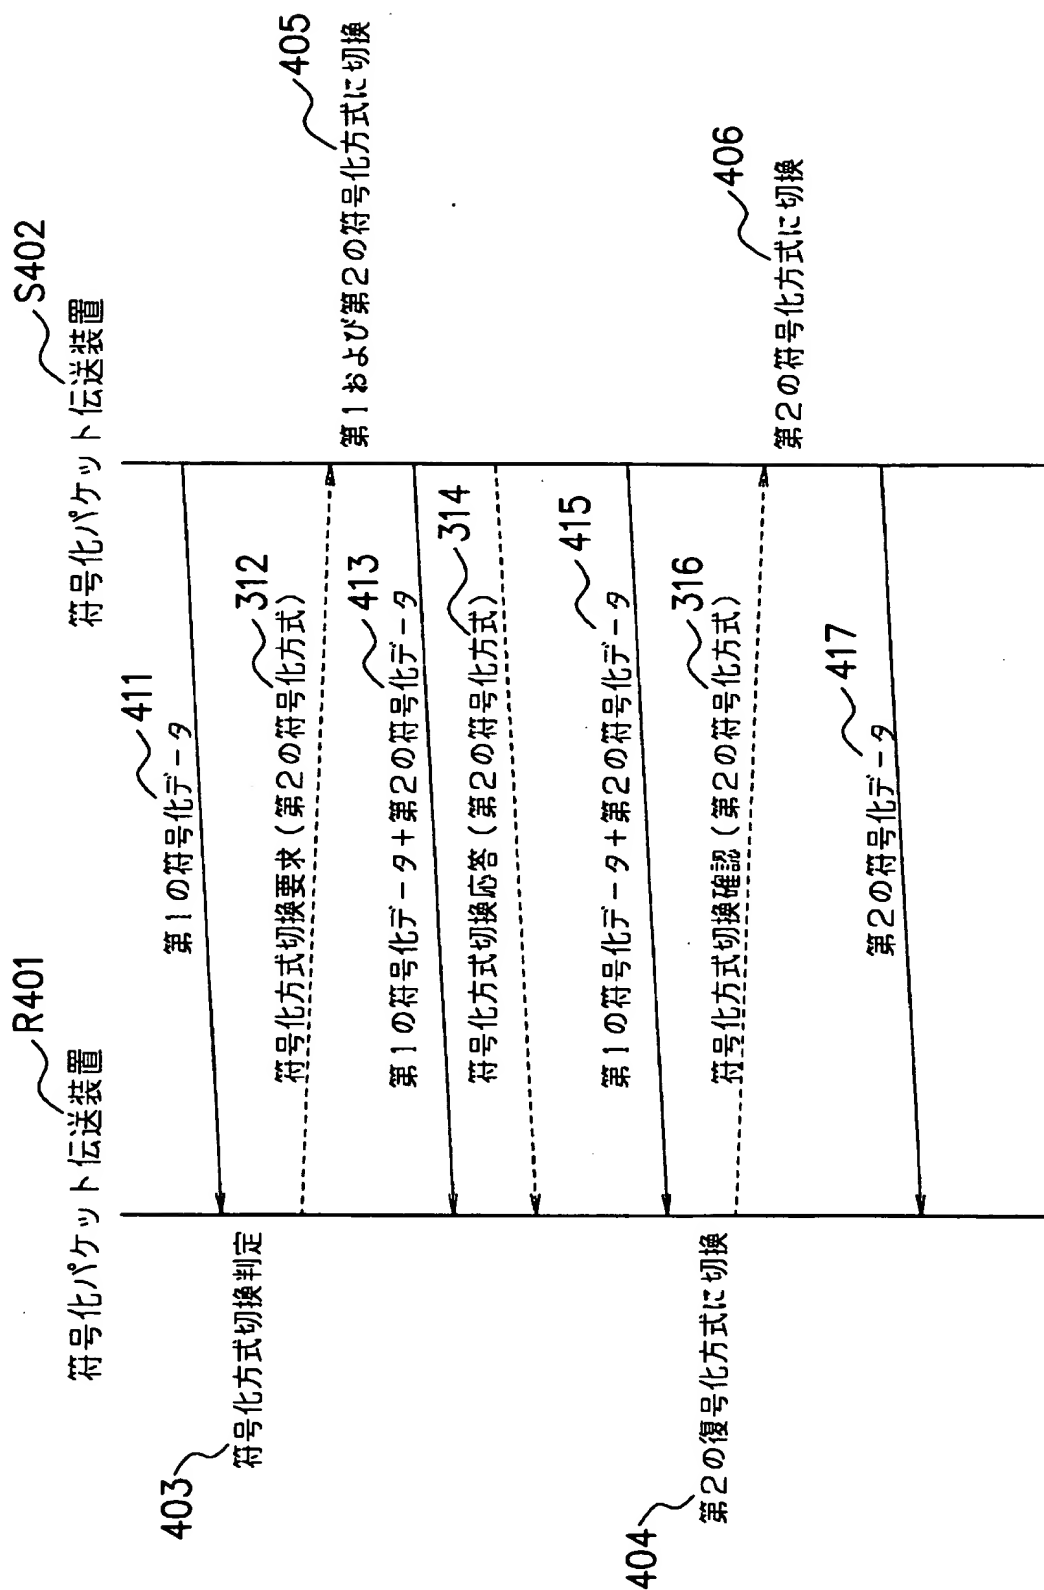 符号化パケット伝送装置 R401
符号化パケット伝送装置 S402
第1の符号化データ 411
403 符号化方式切換判定
符号化方式切換要求(第2の符号化方式) 312
第1および第2の符号化方式に切換 405
第1の符号化データ+第2の符号化データ 413
符号化方式切換応答(第2の符号化方式) 314
第1の符号化データ+第2の符号化データ 415
404 第2の復号化方式に切換
符号化方式切換確認(第2の符号化方式) 316
第2の符号化方式に切換 406
第2の符号化データ 417